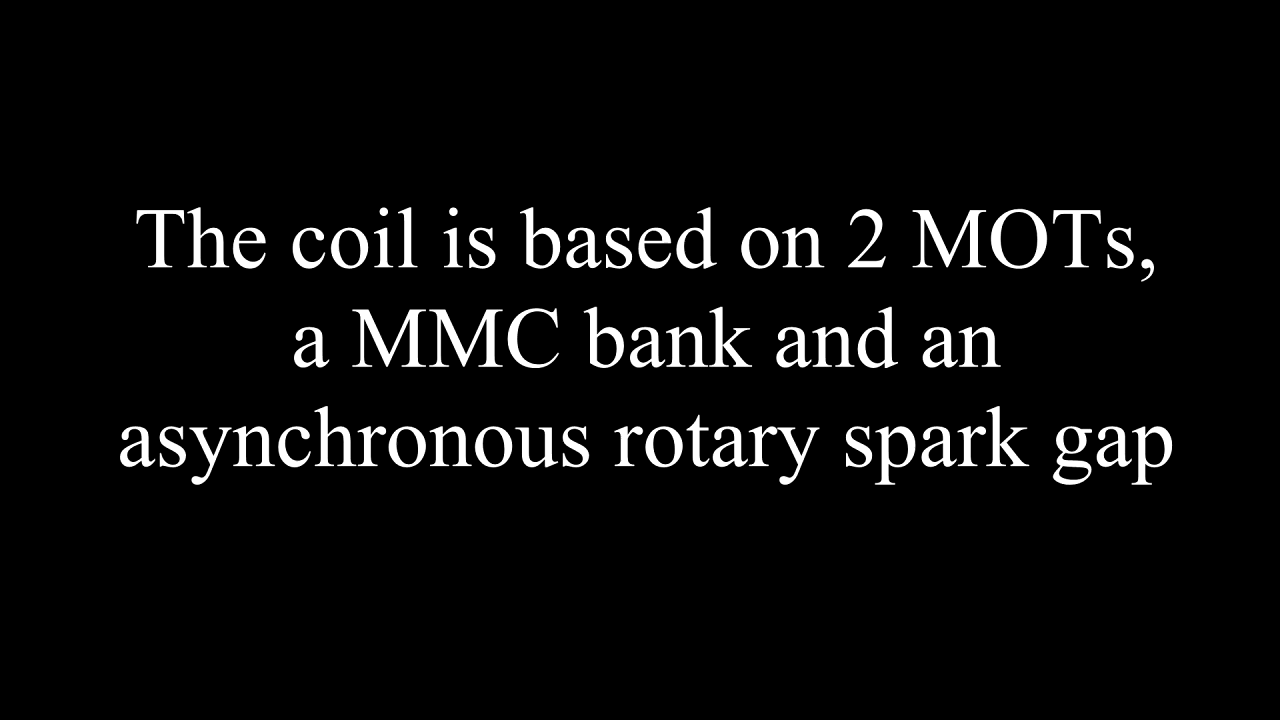 The coil is based on 2 MOTs,
a MMC bank and an
asynchronous rotary spark gap